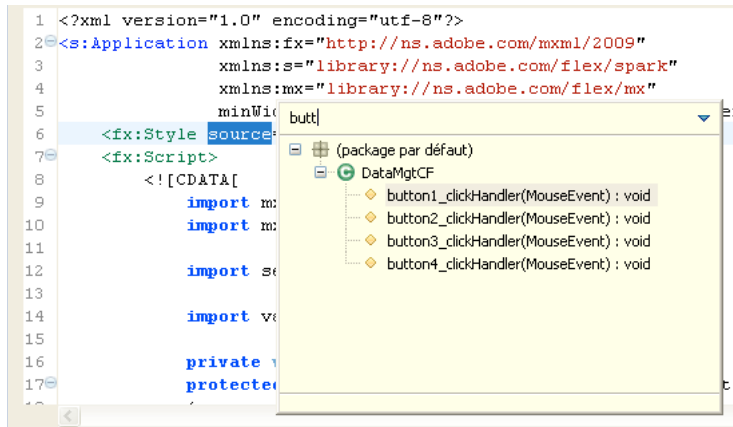 1 <?xml version="1.0" encoding="utf-8"?>
2 <s:Application xmlns:fx="http://ns.adobe.com/mxml/2009"
3 xmlns:s="library://ns.adobe.com/flex/spark"
4 xmlns:mx="library://ns.adobe.com/flex/mx"
5
6 <fx:Style source=
7 <fx:Script>
8 <![CDATA[
9 import
10 import
11
12 import
13
14 import
15
16 private
17
butt
(package par défaut)
DataMgtCF
button1_clickHandler(MouseEvent) : void
button2_clickHandler(MouseEvent) : void
button3_clickHandler(MouseEvent) : void
button4_clickHandler(MouseEvent) : void